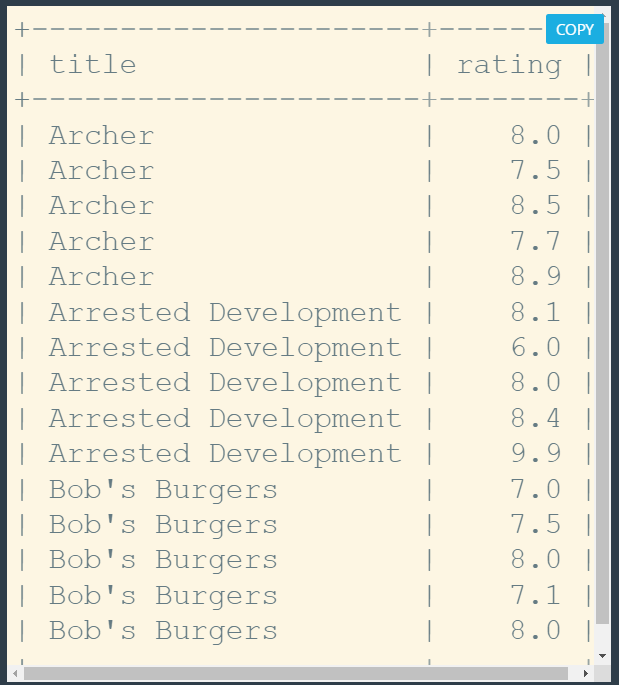 COPY
+----------------------+------
| title                | rating |
+----------------------+--------+
| Archer               |    8.0 |
| Archer               |    7.5 |
| Archer               |    8.5 |
| Archer               |    7.7 |
| Archer               |    8.9 |
| Arrested Development |    8.1 |
| Arrested Development |    6.0 |
| Arrested Development |    8.0 |
| Arrested Development |    8.4 |
| Arrested Development |    9.9 |
| Bob's Burgers        |    7.0 |
| Bob's Burgers        |    7.5 |
| Bob's Burgers        |    8.0 |
| Bob's Burgers        |    7.1 |
| Bob's Burgers        |    8.0 |